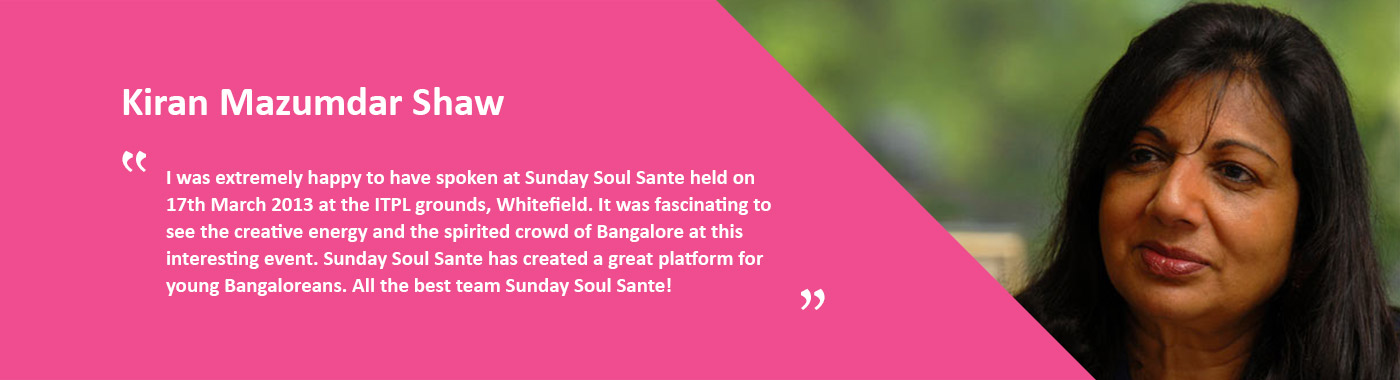 Kiran Mazumdar Shaw
“
I was extremely happy to have spoken at Sunday Soul Sante held on
17th March 2013 at the ITPL grounds, Whitefield. It was fascinating to
see the creative energy and the spirited crowd of Bangalore at this
interesting event. Sunday Soul Sante has created a great platform for
young Bangaloreans. All the best team Sunday Soul Sante!
”